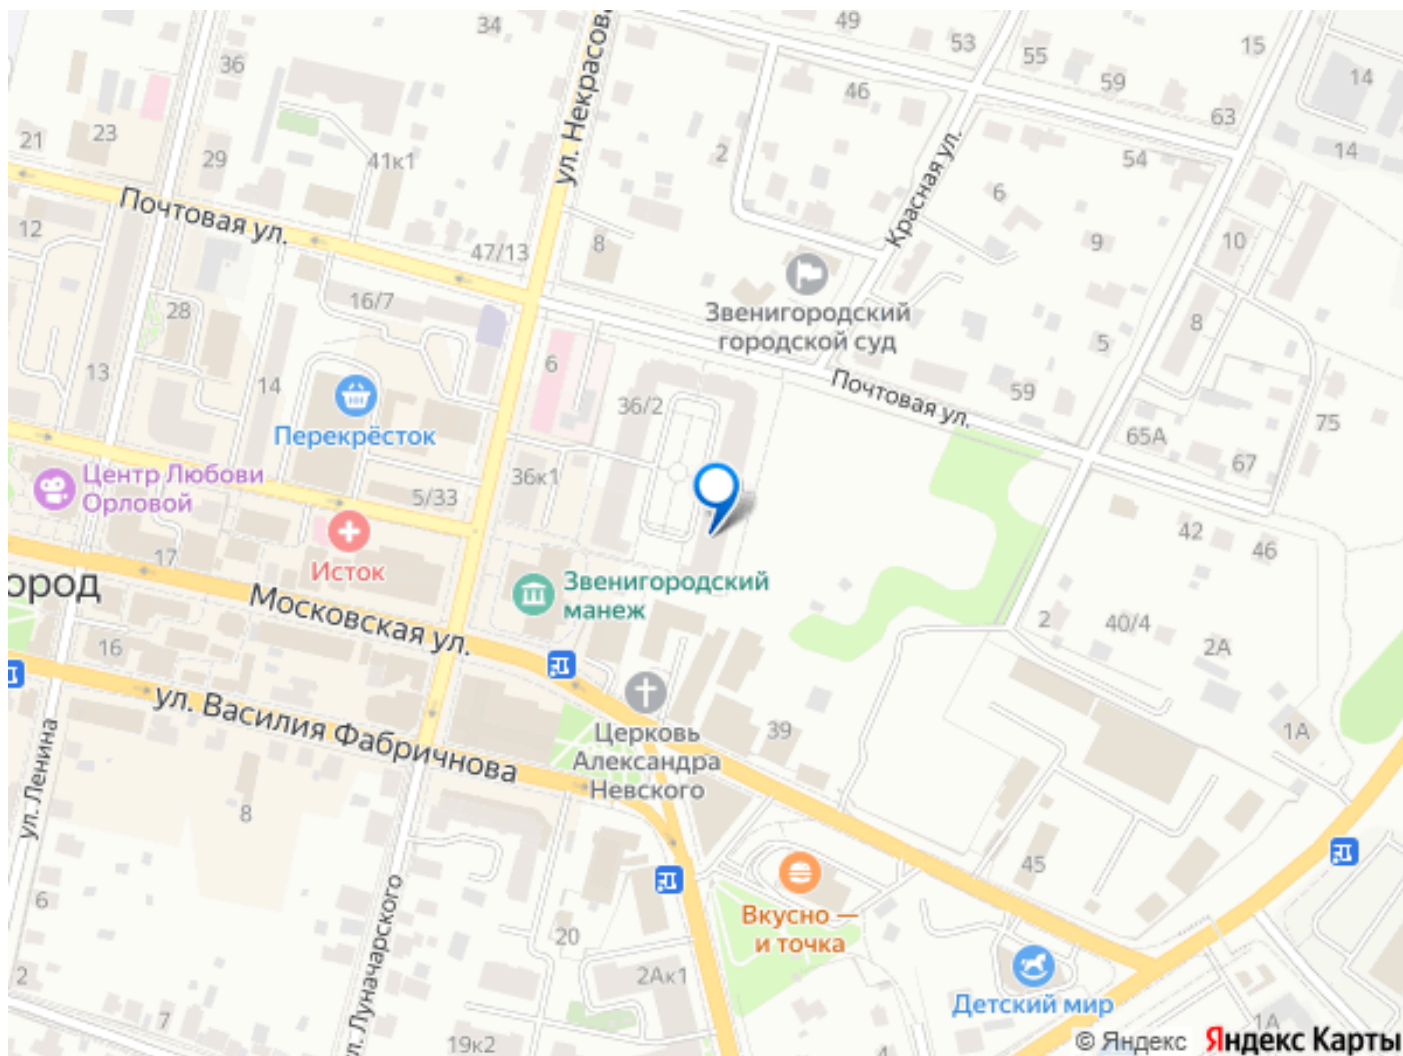 49
34
53
55
15
36
59
14
46
63
ул. Некрасова
23
21
29
41к1
2
54
14
Красная ул.
6
Почтовая ул.
12
47/13
8
9
10
16/7
28
Звенигородский
городской суд
8
5
13
14
6
Почтовая ул.
59
36/2
75
65А
Перекрёсток
67
Центр Любови
Орловой
36к1
5/33
42
46
17
Исток
Звенигородский
манеж
ород
Московская ул.
2
40/4
2А
16
ул. Василия Фабричнова
Церковь
Александра
Невского
39
1А
ул. Ленина
8
45
6
ул. Луначарского
Вкусно —
и точка
20
2
2Ак1
Детский мир
7
19к2
4
1А
© Яндекс Яндекс Карты